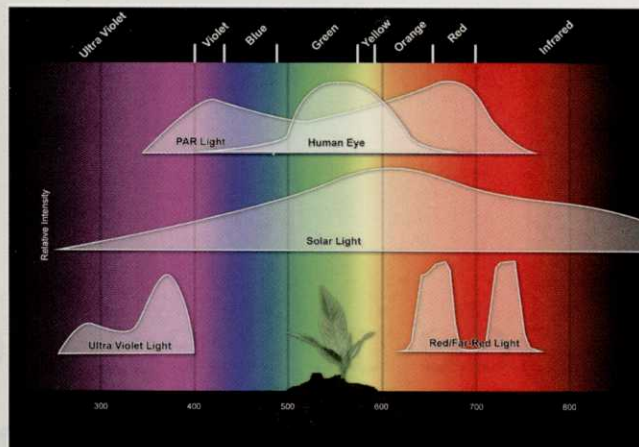 Ultra Violet
Violet
Blue
Green
Yellow
Orange
Red
Infrared
PAR Light
Human Eye
Relative Intensity
Solar Light
Ultra Violet Light
Red/Far-Red Light
300 400 500 600 700 800